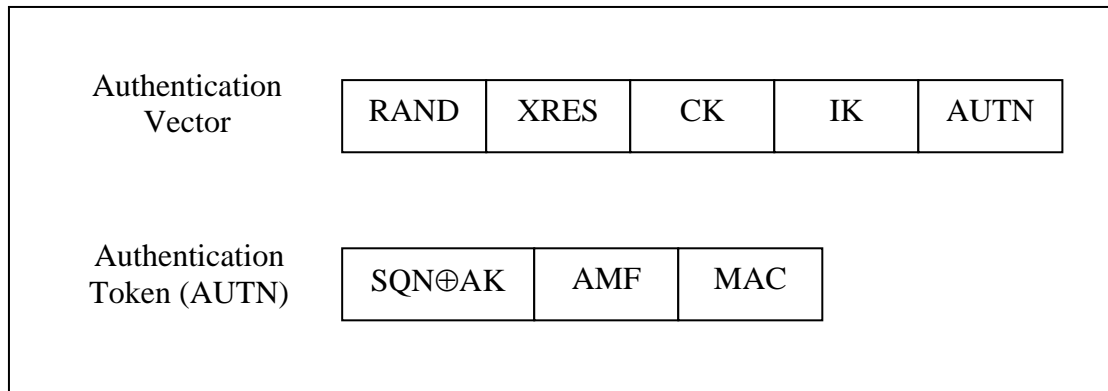 Authentication
Vector
RAND XRES CK IK AUTN
Authentication
Token (AUTN)
SQN⊕AK AMF MAC